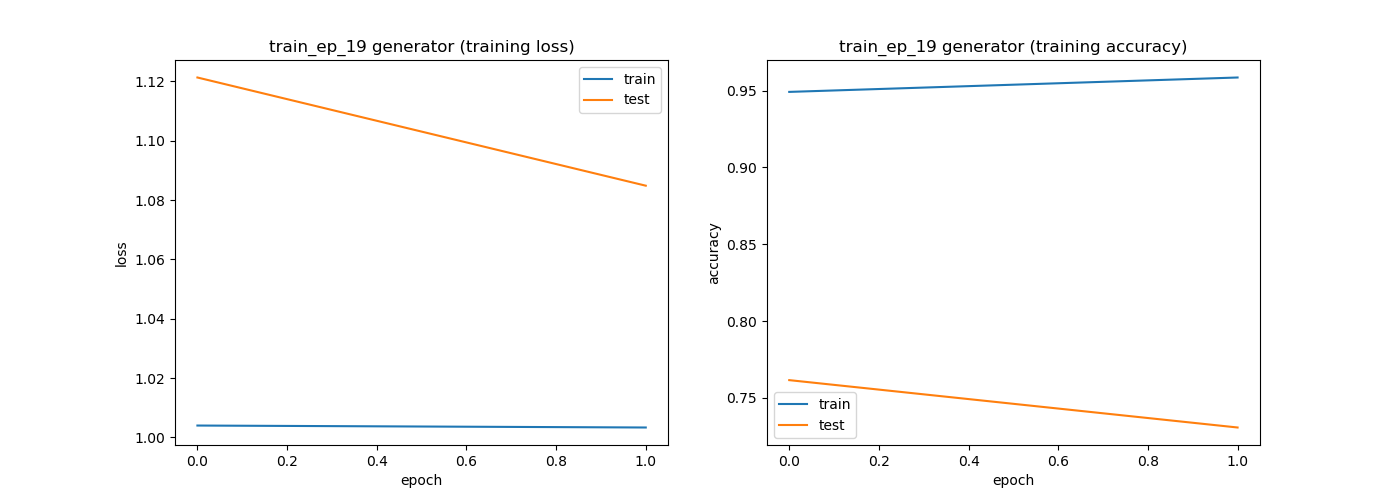 train_ep_19 generator (training loss)
1.12
1.10
1.08
1.06
1.04
1.02
1.00
loss
train
test
0.0 0.2 0.4 0.6 0.8 1.0
epoch
train_ep_19 generator (training accuracy)
0.95
0.90
0.85
0.80
0.75
accuracy
train
test
0.0 0.2 0.4 0.6 0.8 1.0
epoch